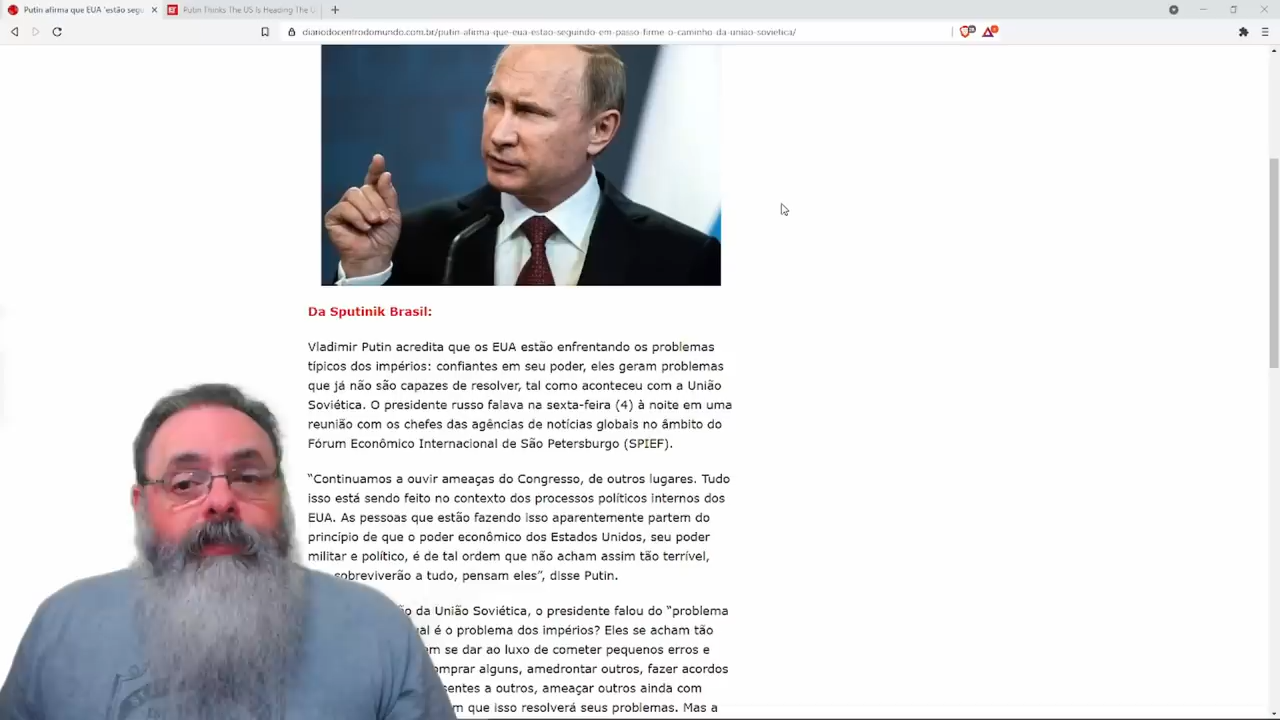 Putin afirma que EUA 'estão segu
Putin Thinks The US Is Heading The U
diariodocentrodomundo.com.br/putin-afirma-que-eua-estao-seguindo-em-passo-firme-o-caminho-da-uniao-sovietica/
Da Sputinik Brasil:
Vladimir Putin acredita que os EUA estão enfrentando os problemas
típicos dos impérios: confiantes em seu poder, eles geram problemas
que já não são capazes de resolver, tal como aconteceu com a União
Soviética. O presidente russo falava na sexta-feira (4) à noite em uma
reunião com os chefes das agências de notícias globais no âmbito do
Fórum Econômico Internacional de São Petersburgo (SPIEF).
“Continuamos a ouvir ameaças do Congresso, de outros lugares. Tudo
isso está sendo feito no contexto dos processos políticos internos dos
EUA. As pessoas que estão fazendo isso aparentemente partem do
princípio de que o poder econômico dos Estados Unidos, seu poder
militar e político, é de tal ordem que não acham assim tão terrível,
sobreviverão a tudo, pensam eles”, disse Putin.
da União Soviética, o presidente falou do “problema
é o problema dos impérios? Eles se acham tão
se dar ao luxo de cometer pequenos erros e
comprar alguns, amedrontar outros, fazer acordos
a outros, ameaçar outros ainda com
que isso resolverá seus problemas. Mas a